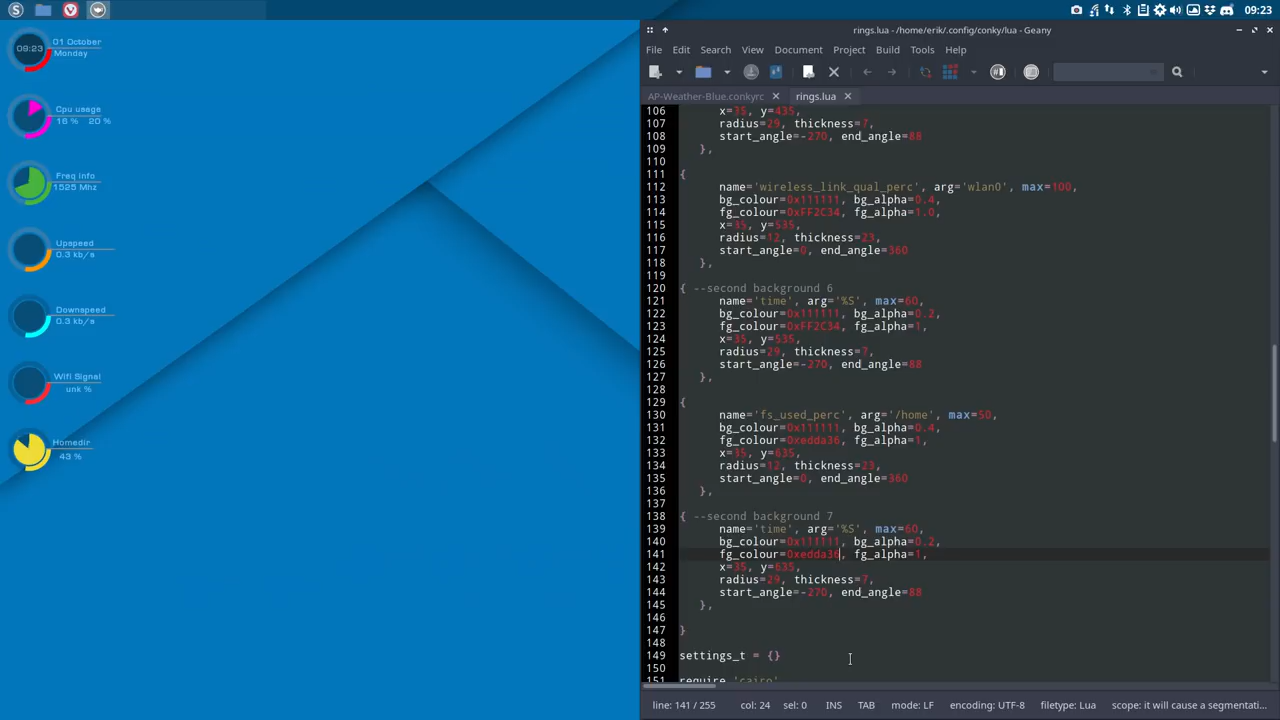 09:23
rings.lua - /home/erik/.config/conky/lua - Geany
File Edit Search View Document Project Build Tools Help
AP-Weather-Blue.conkyrc rings.lua
09:23
01 October
Monday
Cpu usage
16 % 20 %
Freq info
1525 Mhz
Upspeed
0.3 kb/s
Downspeed
0.3 kb/s
Wifi Signal
unk %
Homedir
43 %
106 x=35, y=435,
107 radius=29, thickness=7,
108 start_angle=-270, end_angle=88
109 },
110
111 {
112 name='wireless_link_qual_perc', arg='wlan0', max=100,
113 bg_colour=0x111111, bg_alpha=0.4,
114 fg_colour=0xFF2C34, fg_alpha=1.0,
115 x=35, y=535,
116 radius=12, thickness=23,
117 start_angle=0, end_angle=360
118 },
119
120 { --second background 6
121 name='time', arg='%S', max=60,
122 bg_colour=0x111111, bg_alpha=0.2,
123 fg_colour=0xFF2C34, fg_alpha=1,
124 x=35, y=535,
125 radius=29, thickness=7,
126 start_angle=-270, end_angle=88
127 },
128
129 {
130 name='fs_used_perc', arg='/home', max=50,
131 bg_colour=0x111111, bg_alpha=0.4,
132 fg_colour=0xedda36, fg_alpha=1,
133 x=35, y=635,
134 radius=12, thickness=23,
135 start_angle=0, end_angle=360
136 },
137
138 { --second background 7
139 name='time', arg='%S', max=60,
140 bg_colour=0x111111, bg_alpha=0.2,
141 fg_colour=0xedda36, fg_alpha=1,
142 x=35, y=635,
143 radius=29, thickness=7,
144 start_angle=-270, end_angle=88
145 },
146
147 }
148
149 settings_t = {}
150
151 require 'cairo'
line: 141 / 255 col: 24 sel: 0 INS TAB mode: LF encoding: UTF-8 filetype: Lua scope: it will cause a segmentati...